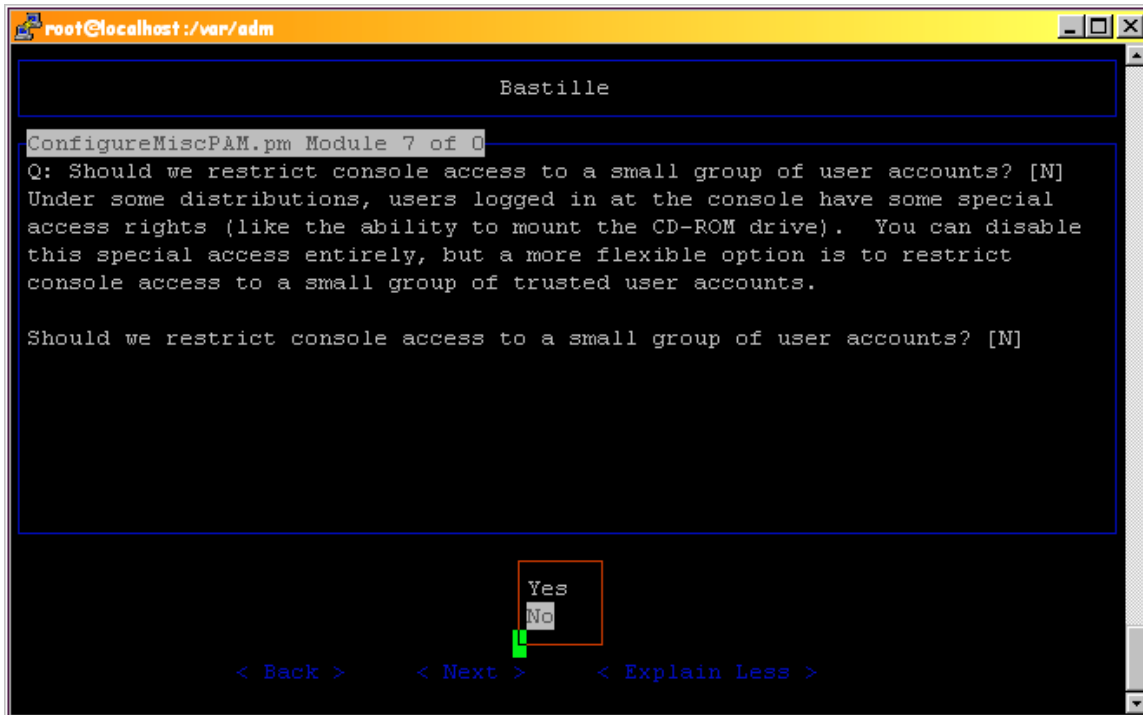 root@localhost:/var/adm
Bastille
ConfigureMiscPAM.pm Module 7 of 0
Q: Should we restrict console access to a small group of user accounts? [N]
Under some distributions, users logged in at the console have some special
access rights (like the ability to mount the CD-ROM drive).  You can disable
this special access entirely, but a more flexible option is to restrict
console access to a small group of trusted user accounts.
Should we restrict console access to a small group of user accounts? [N]
Yes
No
< Back > < Next > < Explain Less >